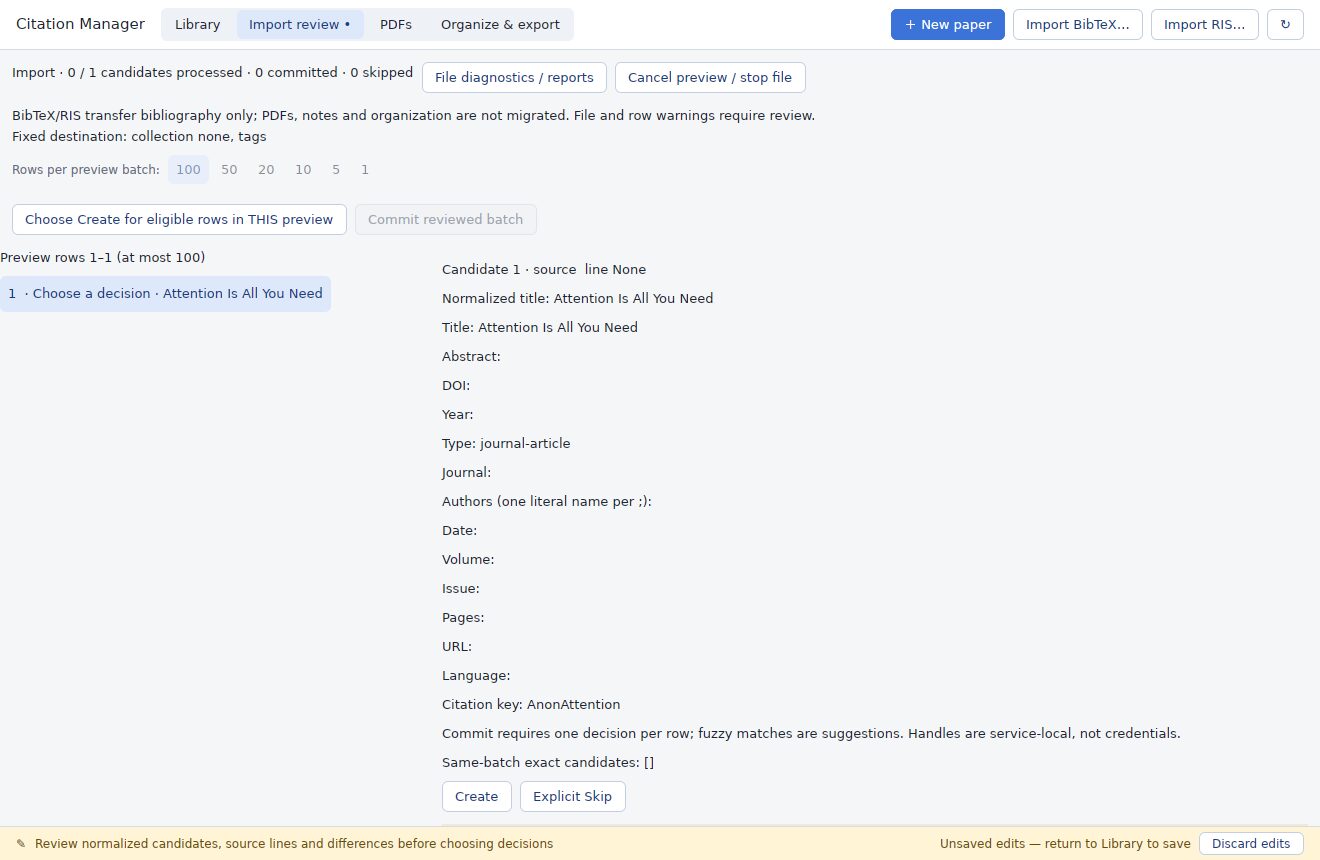 Citation Manager Library Import review • PDFs Organize & export + New paper Import BibTeX... Import RIS... ↻
Import · 0 / 1 candidates processed · 0 committed · 0 skipped File diagnostics / reports Cancel preview / stop file
BibTeX/RIS transfer bibliography only; PDFs, notes and organization are not migrated. File and row warnings require review.
Fixed destination: collection none, tags
Rows per preview batch: 100 50 20 10 5 1
Choose Create for eligible rows in THIS preview Commit reviewed batch
Preview rows 1–1 (at most 100)
1 · Choose a decision · Attention Is All You Need
Candidate 1 · source line None
Normalized title: Attention Is All You Need
Title: Attention Is All You Need
Abstract:
DOI:
Year:
Type: journal-article
Journal:
Authors (one literal name per ;):
Date:
Volume:
Issue:
Pages:
URL:
Language:
Citation key: AnonAttention
Commit requires one decision per row; fuzzy matches are suggestions. Handles are service-local, not credentials.
Same-batch exact candidates: []
Create Explicit Skip
✎ Review normalized candidates, source lines and differences before choosing decisions Unsaved edits — return to Library to save Discard edits